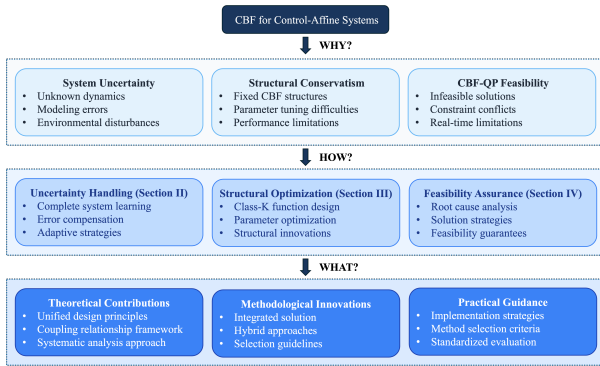 CBF for Control-Affine Systems
WHY?
System Uncertainty
• Unknown dynamics
• Modeling errors
• Environmental disturbances
Structural Conservatism
• Fixed CBF structures
• Parameter tuning difficulties
• Performance limitations
CBF-QP Feasibility
• Infeasible solutions
• Constraint conflicts
• Real-time limitations
HOW?
Uncertainty Handling (Section II)
• Complete system learning
• Error compensation
• Adaptive strategies
Structural Optimization (Section III)
• Class-K function design
• Parameter optimization
• Structural innovations
Feasibility Assurance (Section IV)
• Root cause analysis
• Solution strategies
• Feasibility guarantees
WHAT?
Theoretical Contributions
• Unified design principles
• Coupling relationship framework
• Systematic analysis approach
Methodological Innovations
• Integrated solution
• Hybrid approaches
• Selection guidelines
Practical Guidance
• Implementation strategies
• Method selection criteria
• Standardized evaluation